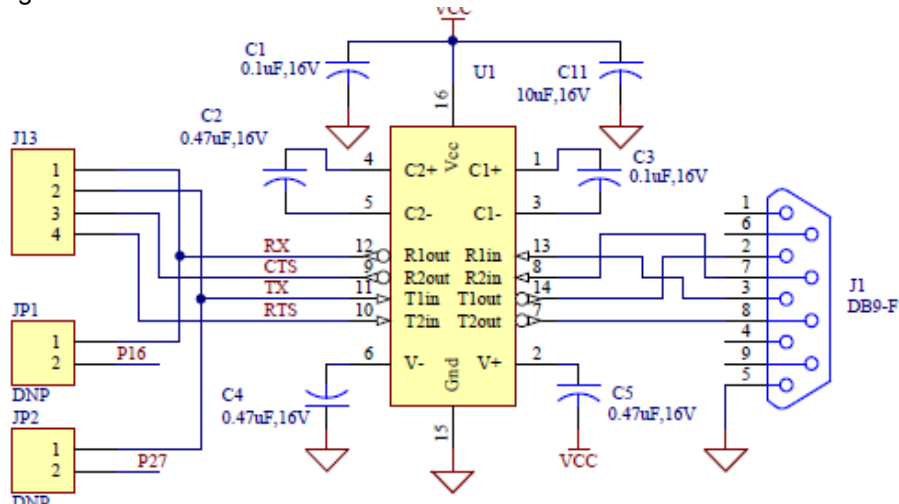 VCC
C1
0.1uF,16V
U1
C11
10uF,16V
16
C2
0.47uF,16V
J13
1
2
3
4
4
C2+
Vcc
C1+
1
C3
0.1uF,16V
5
C2-
C1-
3
RX
12
R1out
R1in
13
CTS
9
R2out
R2in
8
TX
11
T1in
T1out
14
RTS
10
T2in
T2out
7
1
6
2
7
3
8
4
9
5
J1
DB9-F
JP1
1
2
P16
DNP
6
V-
Gnd
V+
2
C4
0.47uF,16V
C5
0.47uF,16V
15
VCC
JP2
1
2
P27
DNP